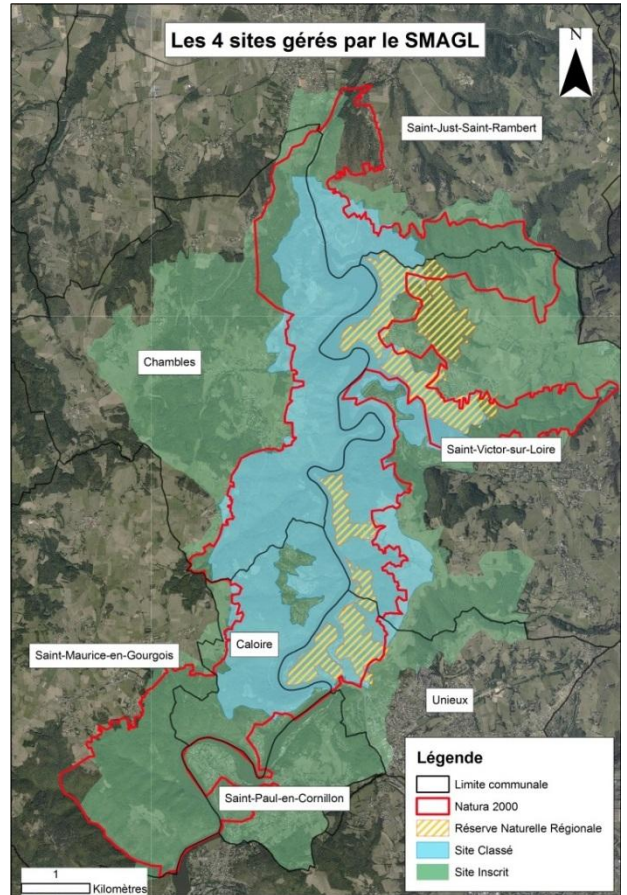 Les 4 sites gérés par le SMAGL
N
Saint-Just-Saint-Rambert
Chambles
Saint-Victor-sur-Loire
Saint-Maurice-en-Gourgois
Caloire
Unieux
Saint-Paul-en-Cornillon
Légende
Limite communale
Natura 2000
Réserve Naturelle Régionale
Site Classé
Site Inscrit
1
Kilomètres